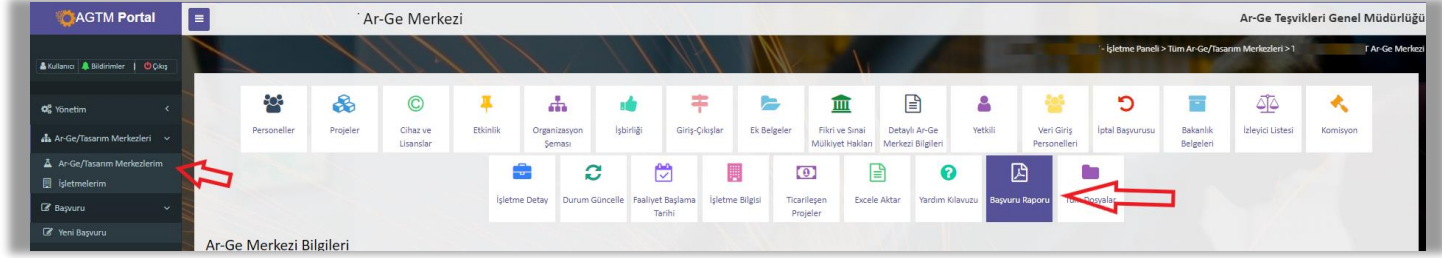 AGTM Portal
Ar-Ge Merkezi
Ar-Ge Teşvikleri Genel Müdürlüğü
- İşletme Paneli > Tüm Ar-Ge/Tasarım Merkezleri >
Ar-Ge Merkezi
Kullanıcı Bildirimler | Çıkış
Yönetim
Ar-Ge/Tasarım Merkezleri
Ar-Ge/Tasarım Merkezlerim
İşletmelerim
Başvuru
Yeni Başvuru
Personeller
Projeler
Cihaz ve
Lisanslar
Etkinlik
Organizasyon
Şeması
İşbirliği
Giriş-Çıkışlar
Ek Belgeler
Fikri ve Sınai
Mülkiyet Hakları
Detaylı Ar-Ge
Merkezi Bilgileri
Yetkili
Veri Giriş
Personelleri
İptal Başvurusu
Bakanlık
Belgeleri
İzleyici Listesi
Komisyon
İşletme Detay
Durum Güncelle
Faaliyet Başlama
Tarihi
İşletme Bilgisi
Ticarileşen
Projeler
Excele Aktar
Yardım Kılavuzu
Başvuru Raporu
Tüm Dosyalar
Ar-Ge Merkezi Bilgileri